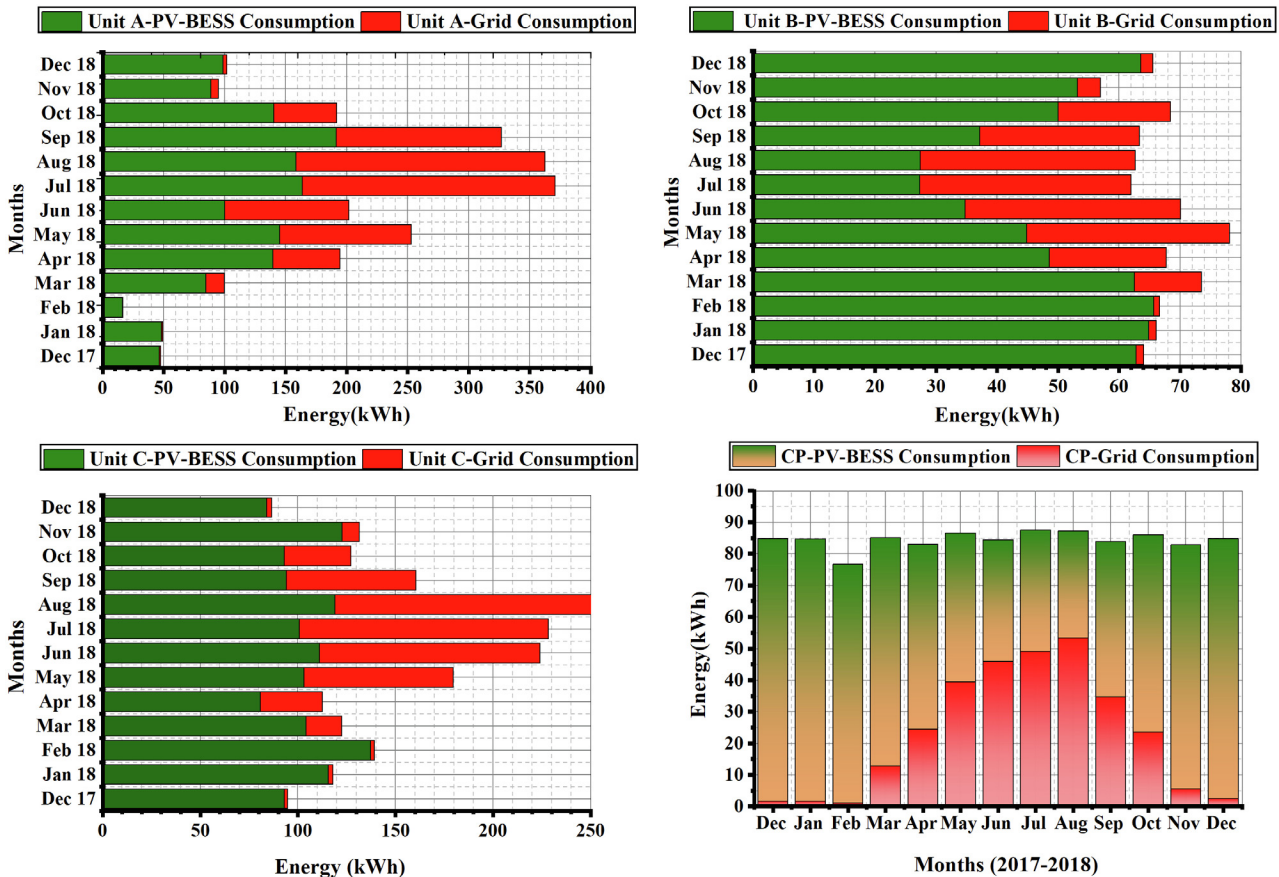 Unit A-PV-BESS Consumption Unit A-Grid Consumption
Months
Dec 18
Nov 18
Oct 18
Sep 18
Aug 18
Jul 18
Jun 18
May 18
Apr 18
Mar 18
Feb 18
Jan 18
Dec 17
0 50 100 150 200 250 300 350 400
Energy(kWh)
Unit B-PV-BESS Consumption Unit B-Grid Consumption
Months
Dec 18
Nov 18
Oct 18
Sep 18
Aug 18
Jul 18
Jun 18
May 18
Apr 18
Mar 18
Feb 18
Jan 18
Dec 17
0 10 20 30 40 50 60 70 80
Energy(kWh)
Unit C-PV-BESS Consumption Unit C-Grid Consumption
Months
Dec 18
Nov 18
Oct 18
Sep 18
Aug 18
Jul 18
Jun 18
May 18
Apr 18
Mar 18
Feb 18
Jan 18
Dec 17
0 50 100 150 200 250
Energy (kWh)
CP-PV-BESS Consumption CP-Grid Consumption
Energy(kWh)
100
90
80
70
60
50
40
30
20
10
0
Dec Jan Feb Mar Apr May Jun Jul Aug Sep Oct Nov Dec
Months (2017-2018)